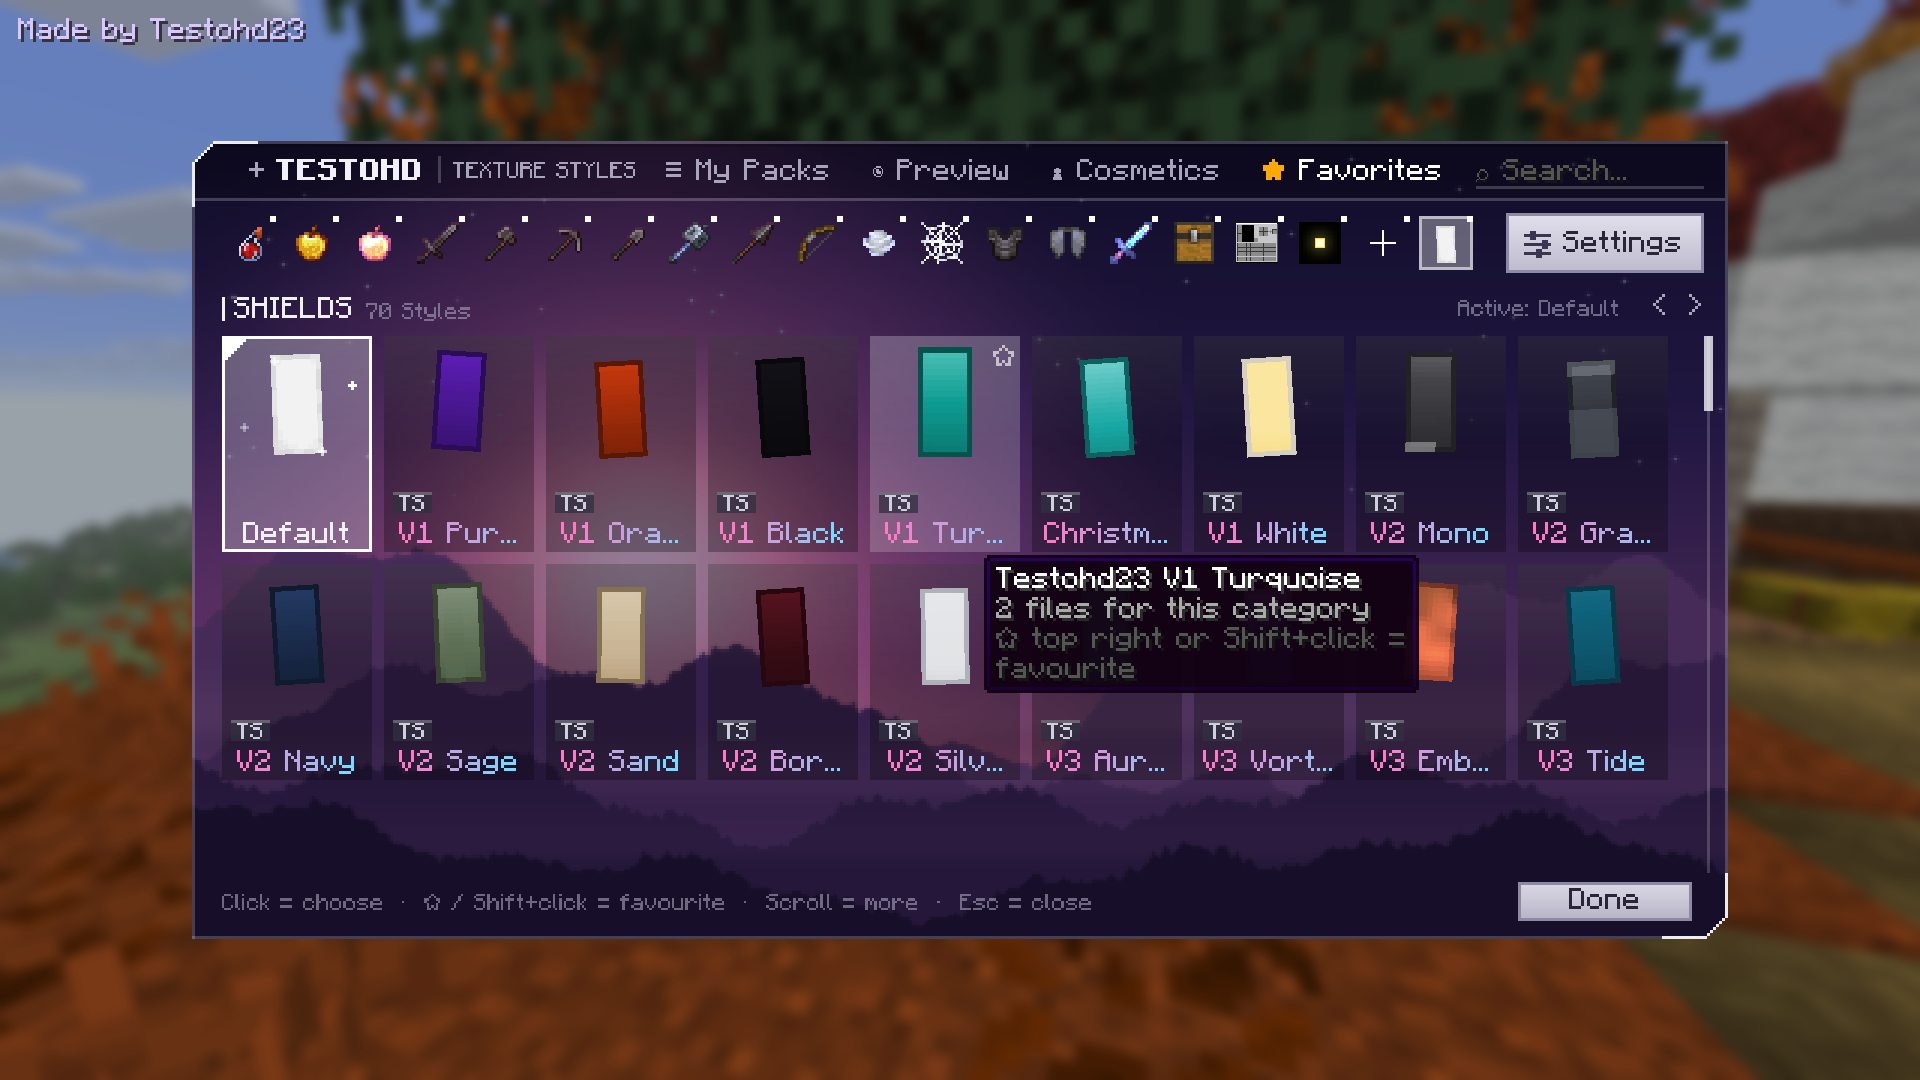 Made by Testohd23
+ TESTOHD | TEXTURE STYLES
My Packs
Preview
Cosmetics
Favorites
Search...
Settings
SHIELDS 70 Styles
Active: Default
Default
TS
V1 Pur...
TS
V1 Ora...
TS
V1 Black
TS
V1 Tur...
TS
Christm...
TS
V1 White
TS
V2 Mono
TS
V2 Gra...
Testohd23 V1 Turquoise
2 files for this category
☆ top right or Shift+click =
favourite
TS
V2 Navy
TS
V2 Sage
TS
V2 Sand
TS
V2 Bor...
TS
V2 Silv...
TS
V3 Aur...
TS
V3 Vort...
TS
V3 Emb...
TS
V3 Tide
Click = choose · ☆ / Shift+click = favourite · Scroll = more · Esc = close
Done